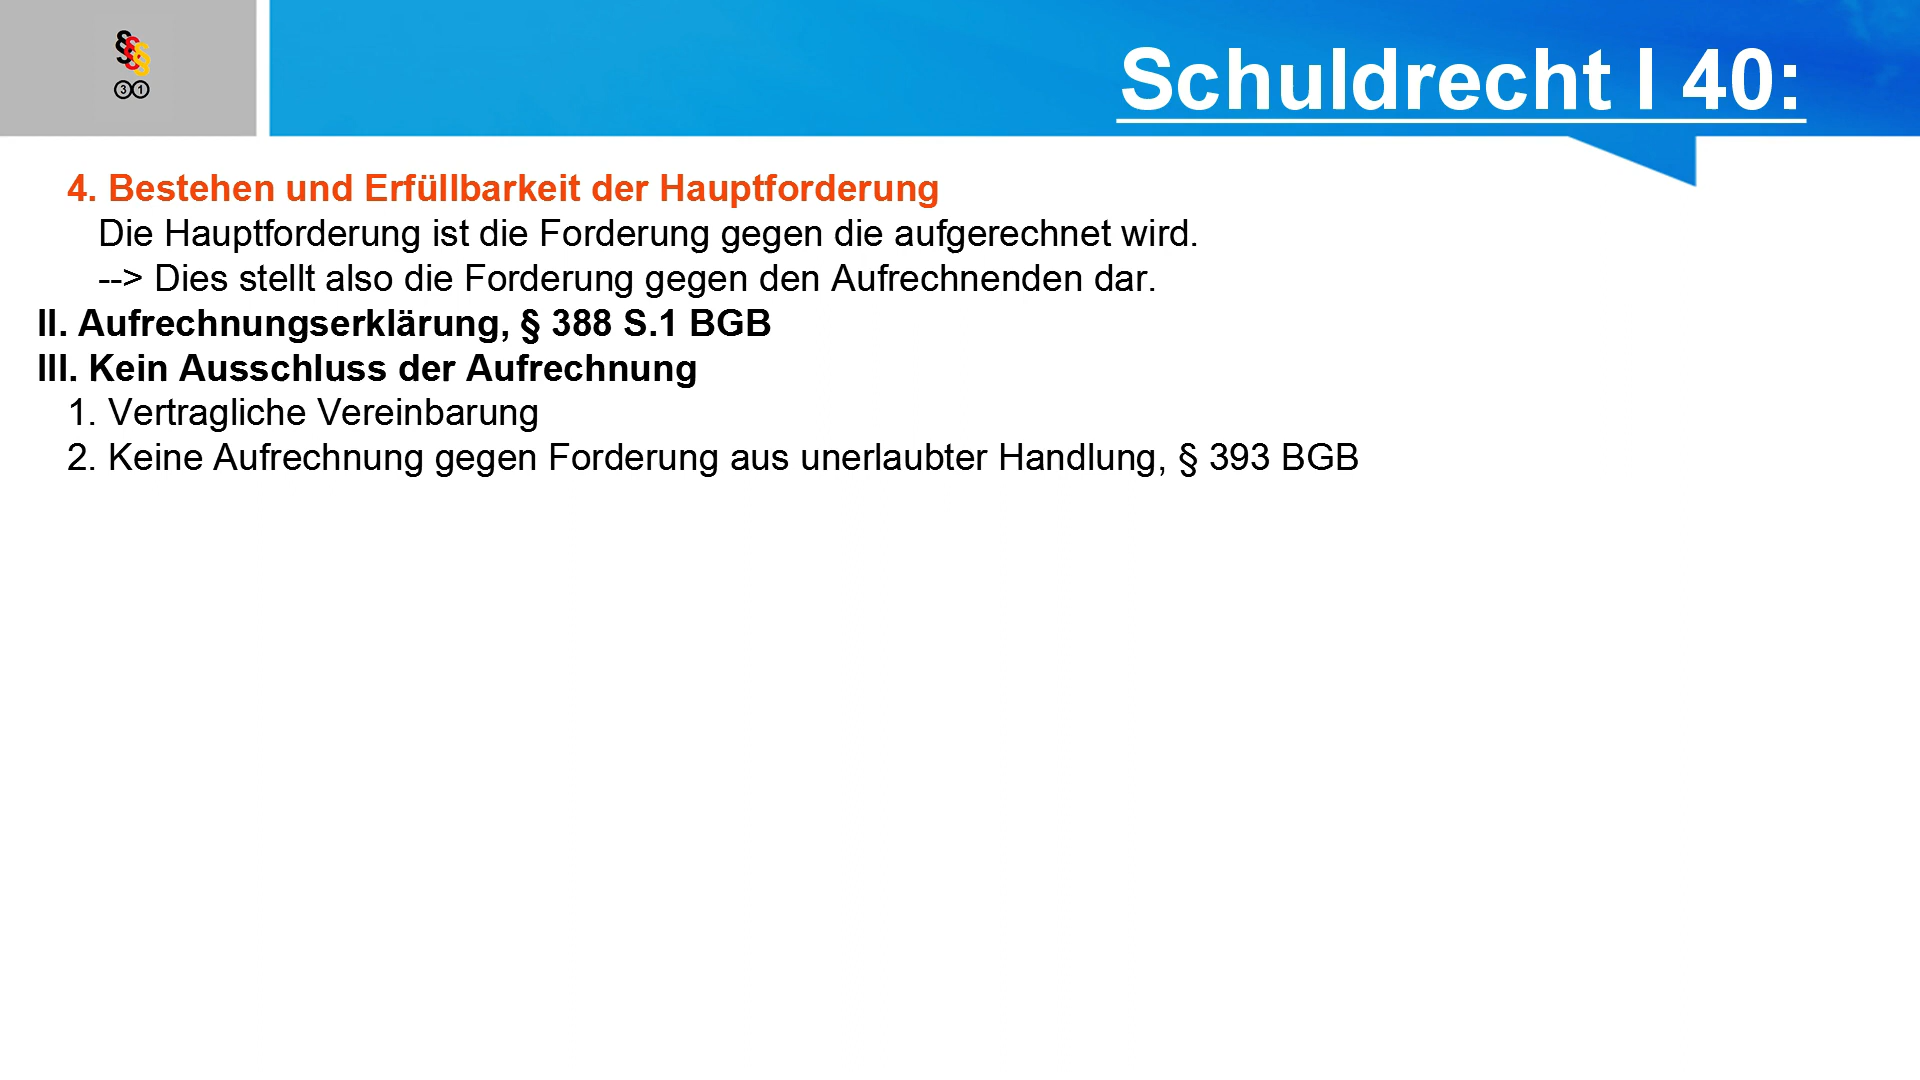 §§§
31
Schuldrecht I 40:
4. Bestehen und Erfüllbarkeit der Hauptforderung
Die Hauptforderung ist die Forderung gegen die aufgerechnet wird.
--> Dies stellt also die Forderung gegen den Aufrechnenden dar.
II. Aufrechnungserklärung, § 388 S.1 BGB
III. Kein Ausschluss der Aufrechnung
1. Vertragliche Vereinbarung
2. Keine Aufrechnung gegen Forderung aus unerlaubter Handlung, § 393 BGB